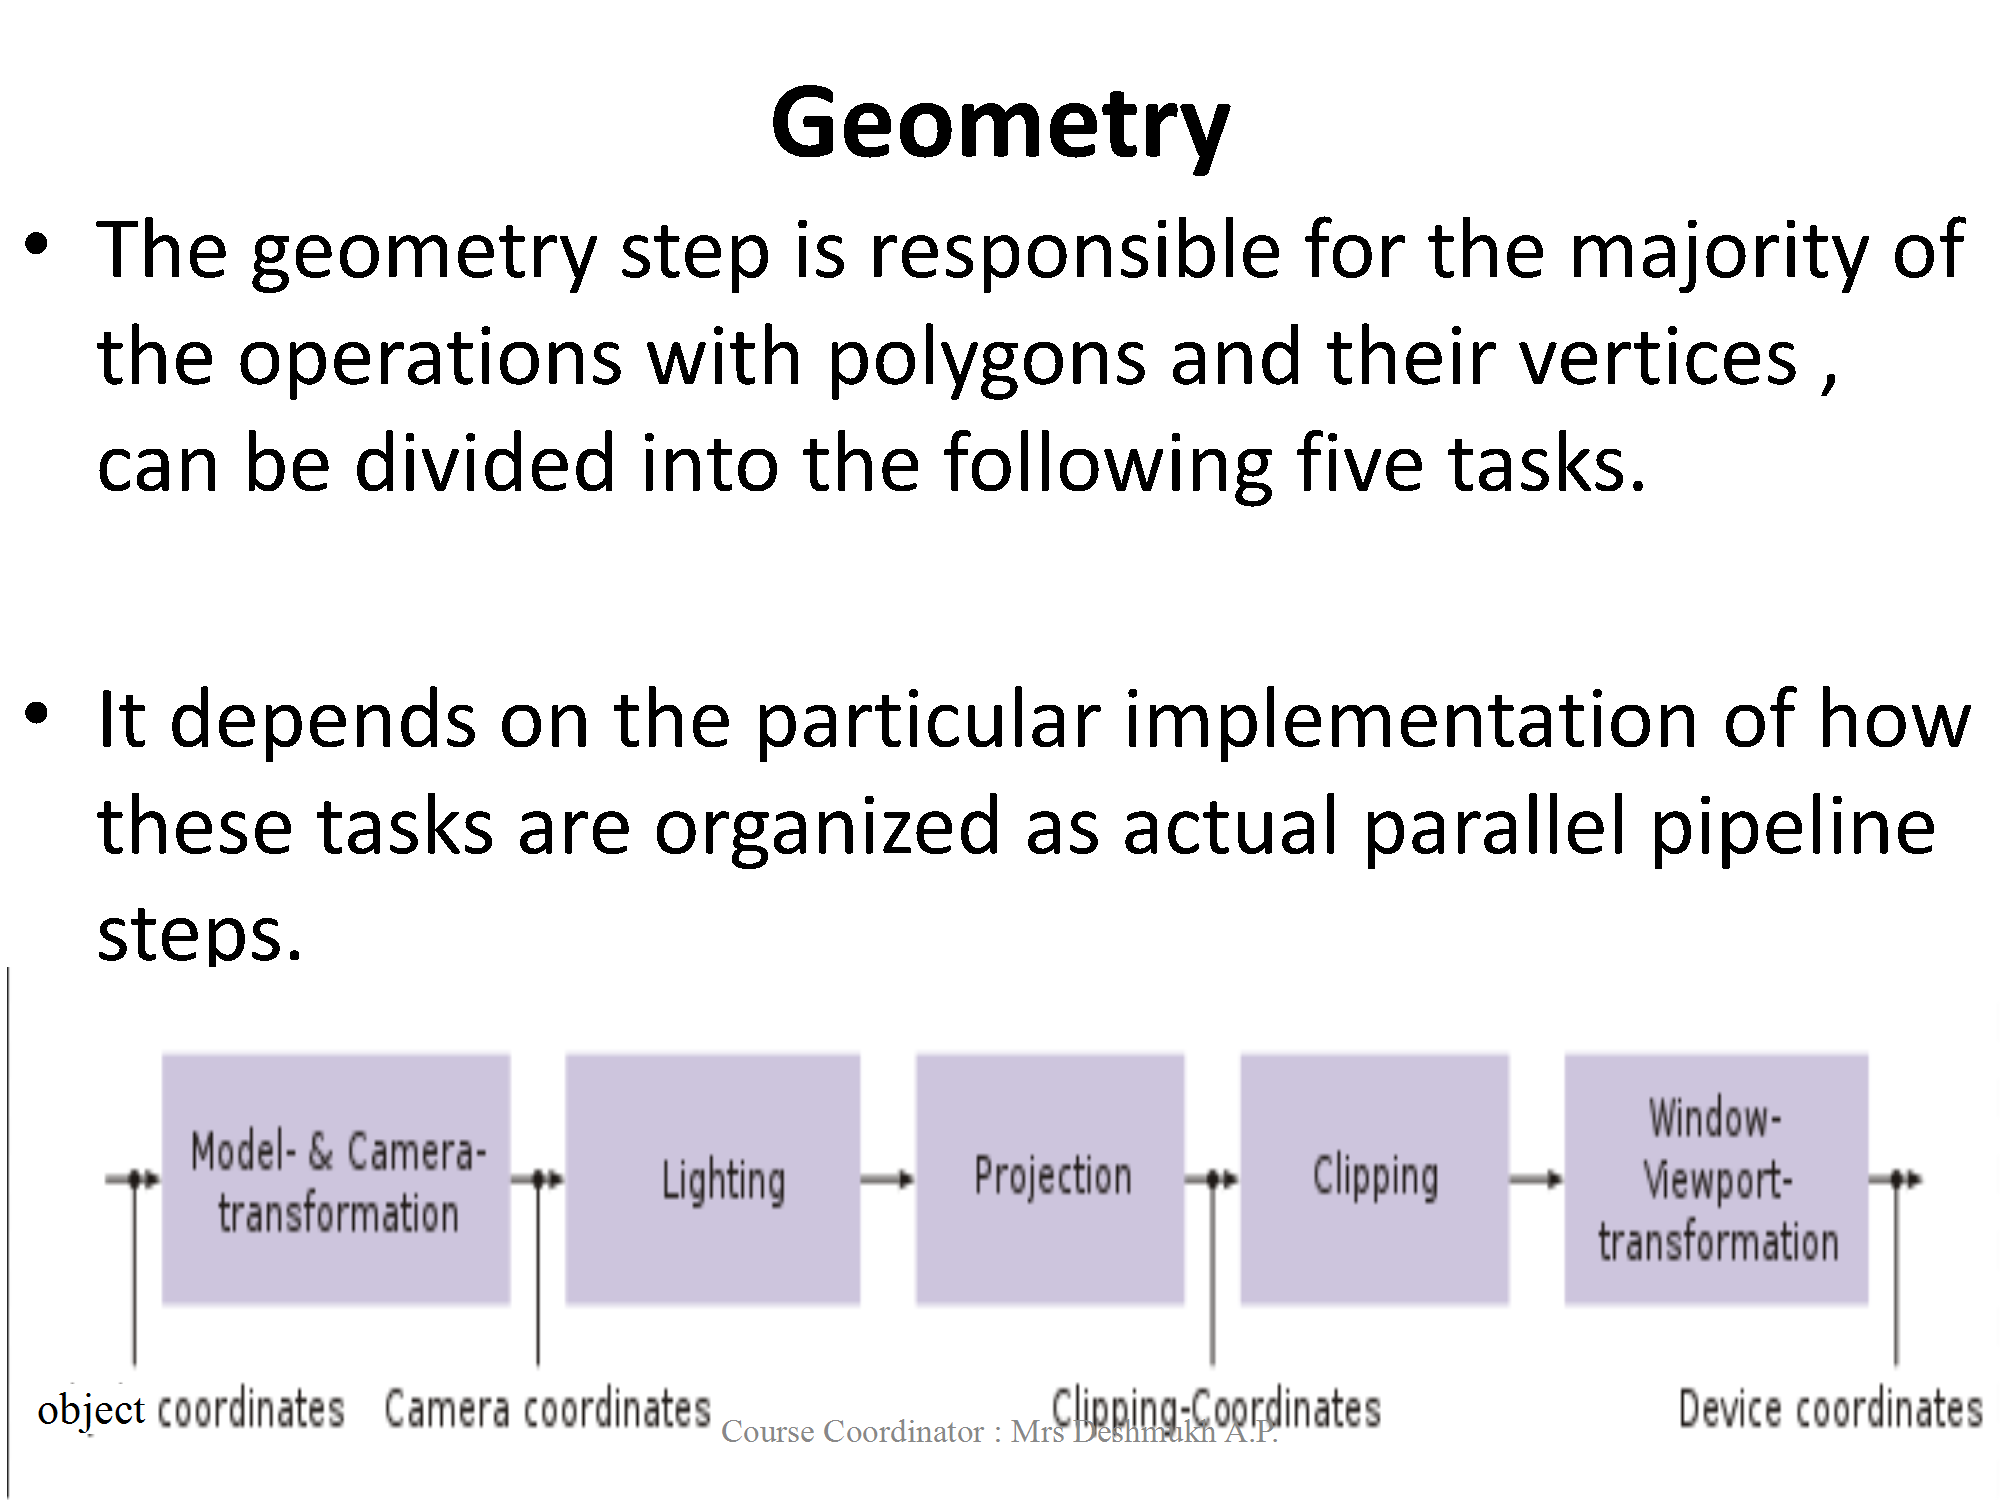 Geometry
• The geometry step is responsible for the majority of
the operations with polygons and their vertices ,
can be divided into the following five tasks.
• It depends on the particular implementation of how
these tasks are organized as actual parallel pipeline
steps.
Model- & Camera-
transformation
Lighting
Projection
Clipping
Window-
Viewport-
transformation
object coordinates
Camera coordinates
Clipping-Coordinates
Device coordinates
Course Coordinator : Mrs Deshmukh A.P.